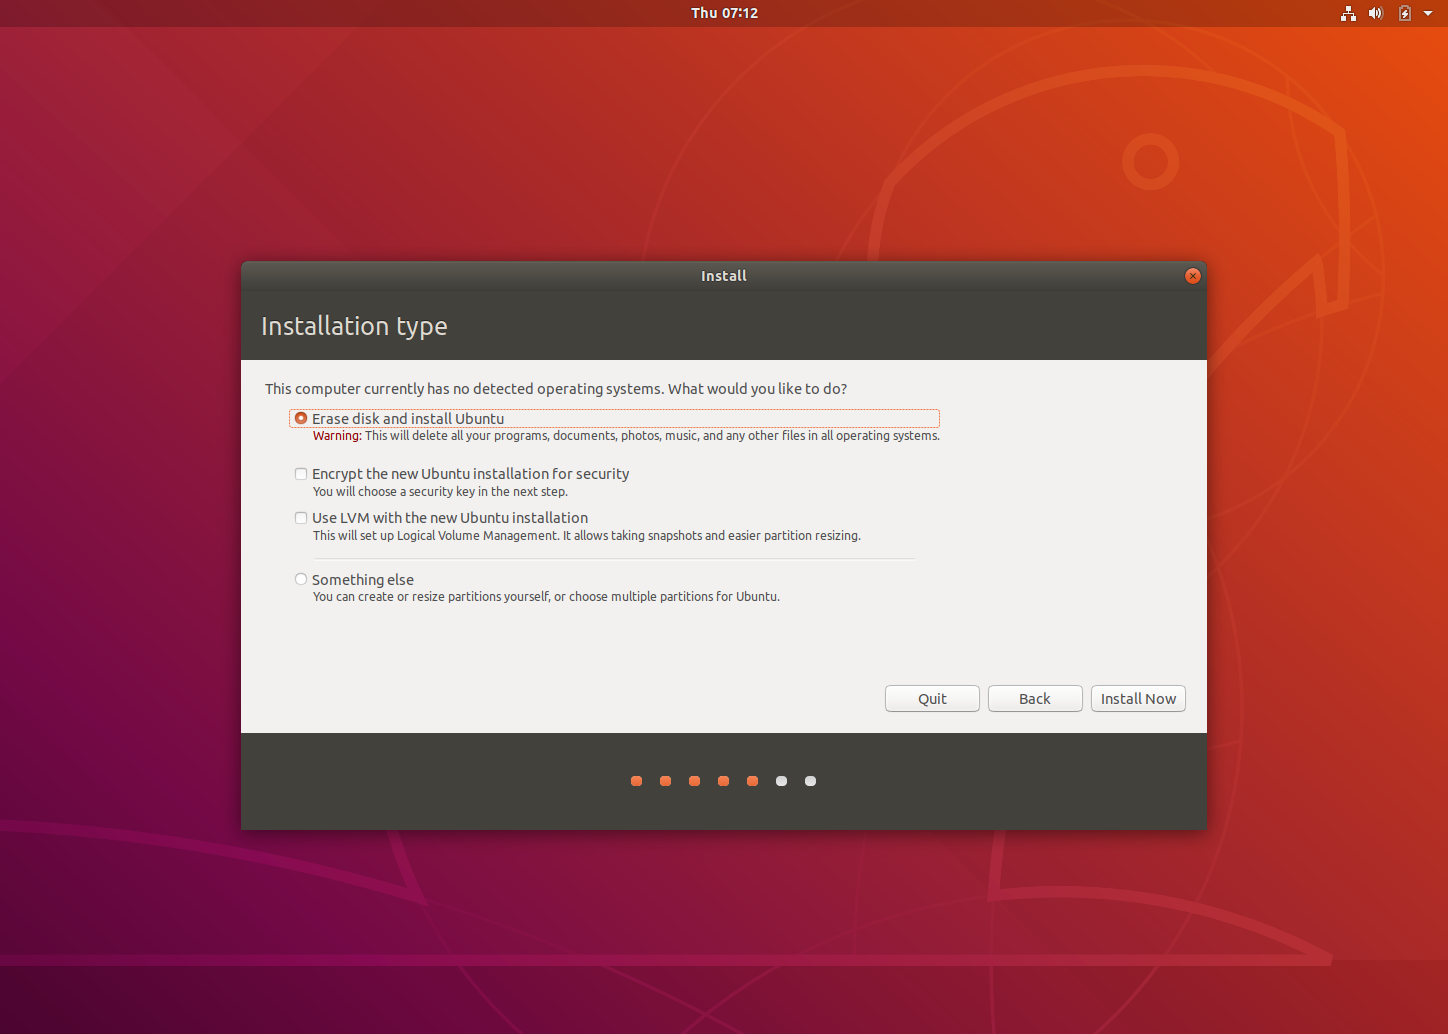 Thu 07:12
Install
Installation type
This computer currently has no detected operating systems. What would you like to do?
Erase disk and install Ubuntu
Warning: This will delete all your programs, documents, photos, music, and any other files in all operating systems.
Encrypt the new Ubuntu installation for security
You will choose a security key in the next step.
Use LVM with the new Ubuntu installation
This will set up Logical Volume Management. It allows taking snapshots and easier partition resizing.
Something else
You can create or resize partitions yourself, or choose multiple partitions for Ubuntu.
Quit Back Install Now